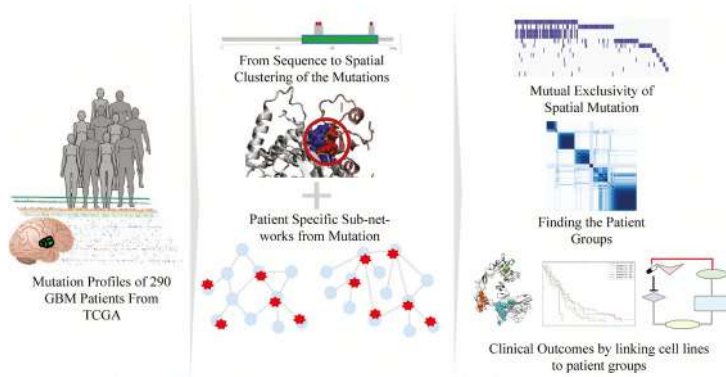 Mutation Profiles of 290
GBM Patients From
TCGA
From Sequence to Spatial
Clustering of the Mutations
Patient Specific Sub-net-
works from Mutation
Mutual Exclusivity of
Spatial Mutation
Finding the Patient
Groups
Clinical Outcomes by linking cell lines
to patient groups